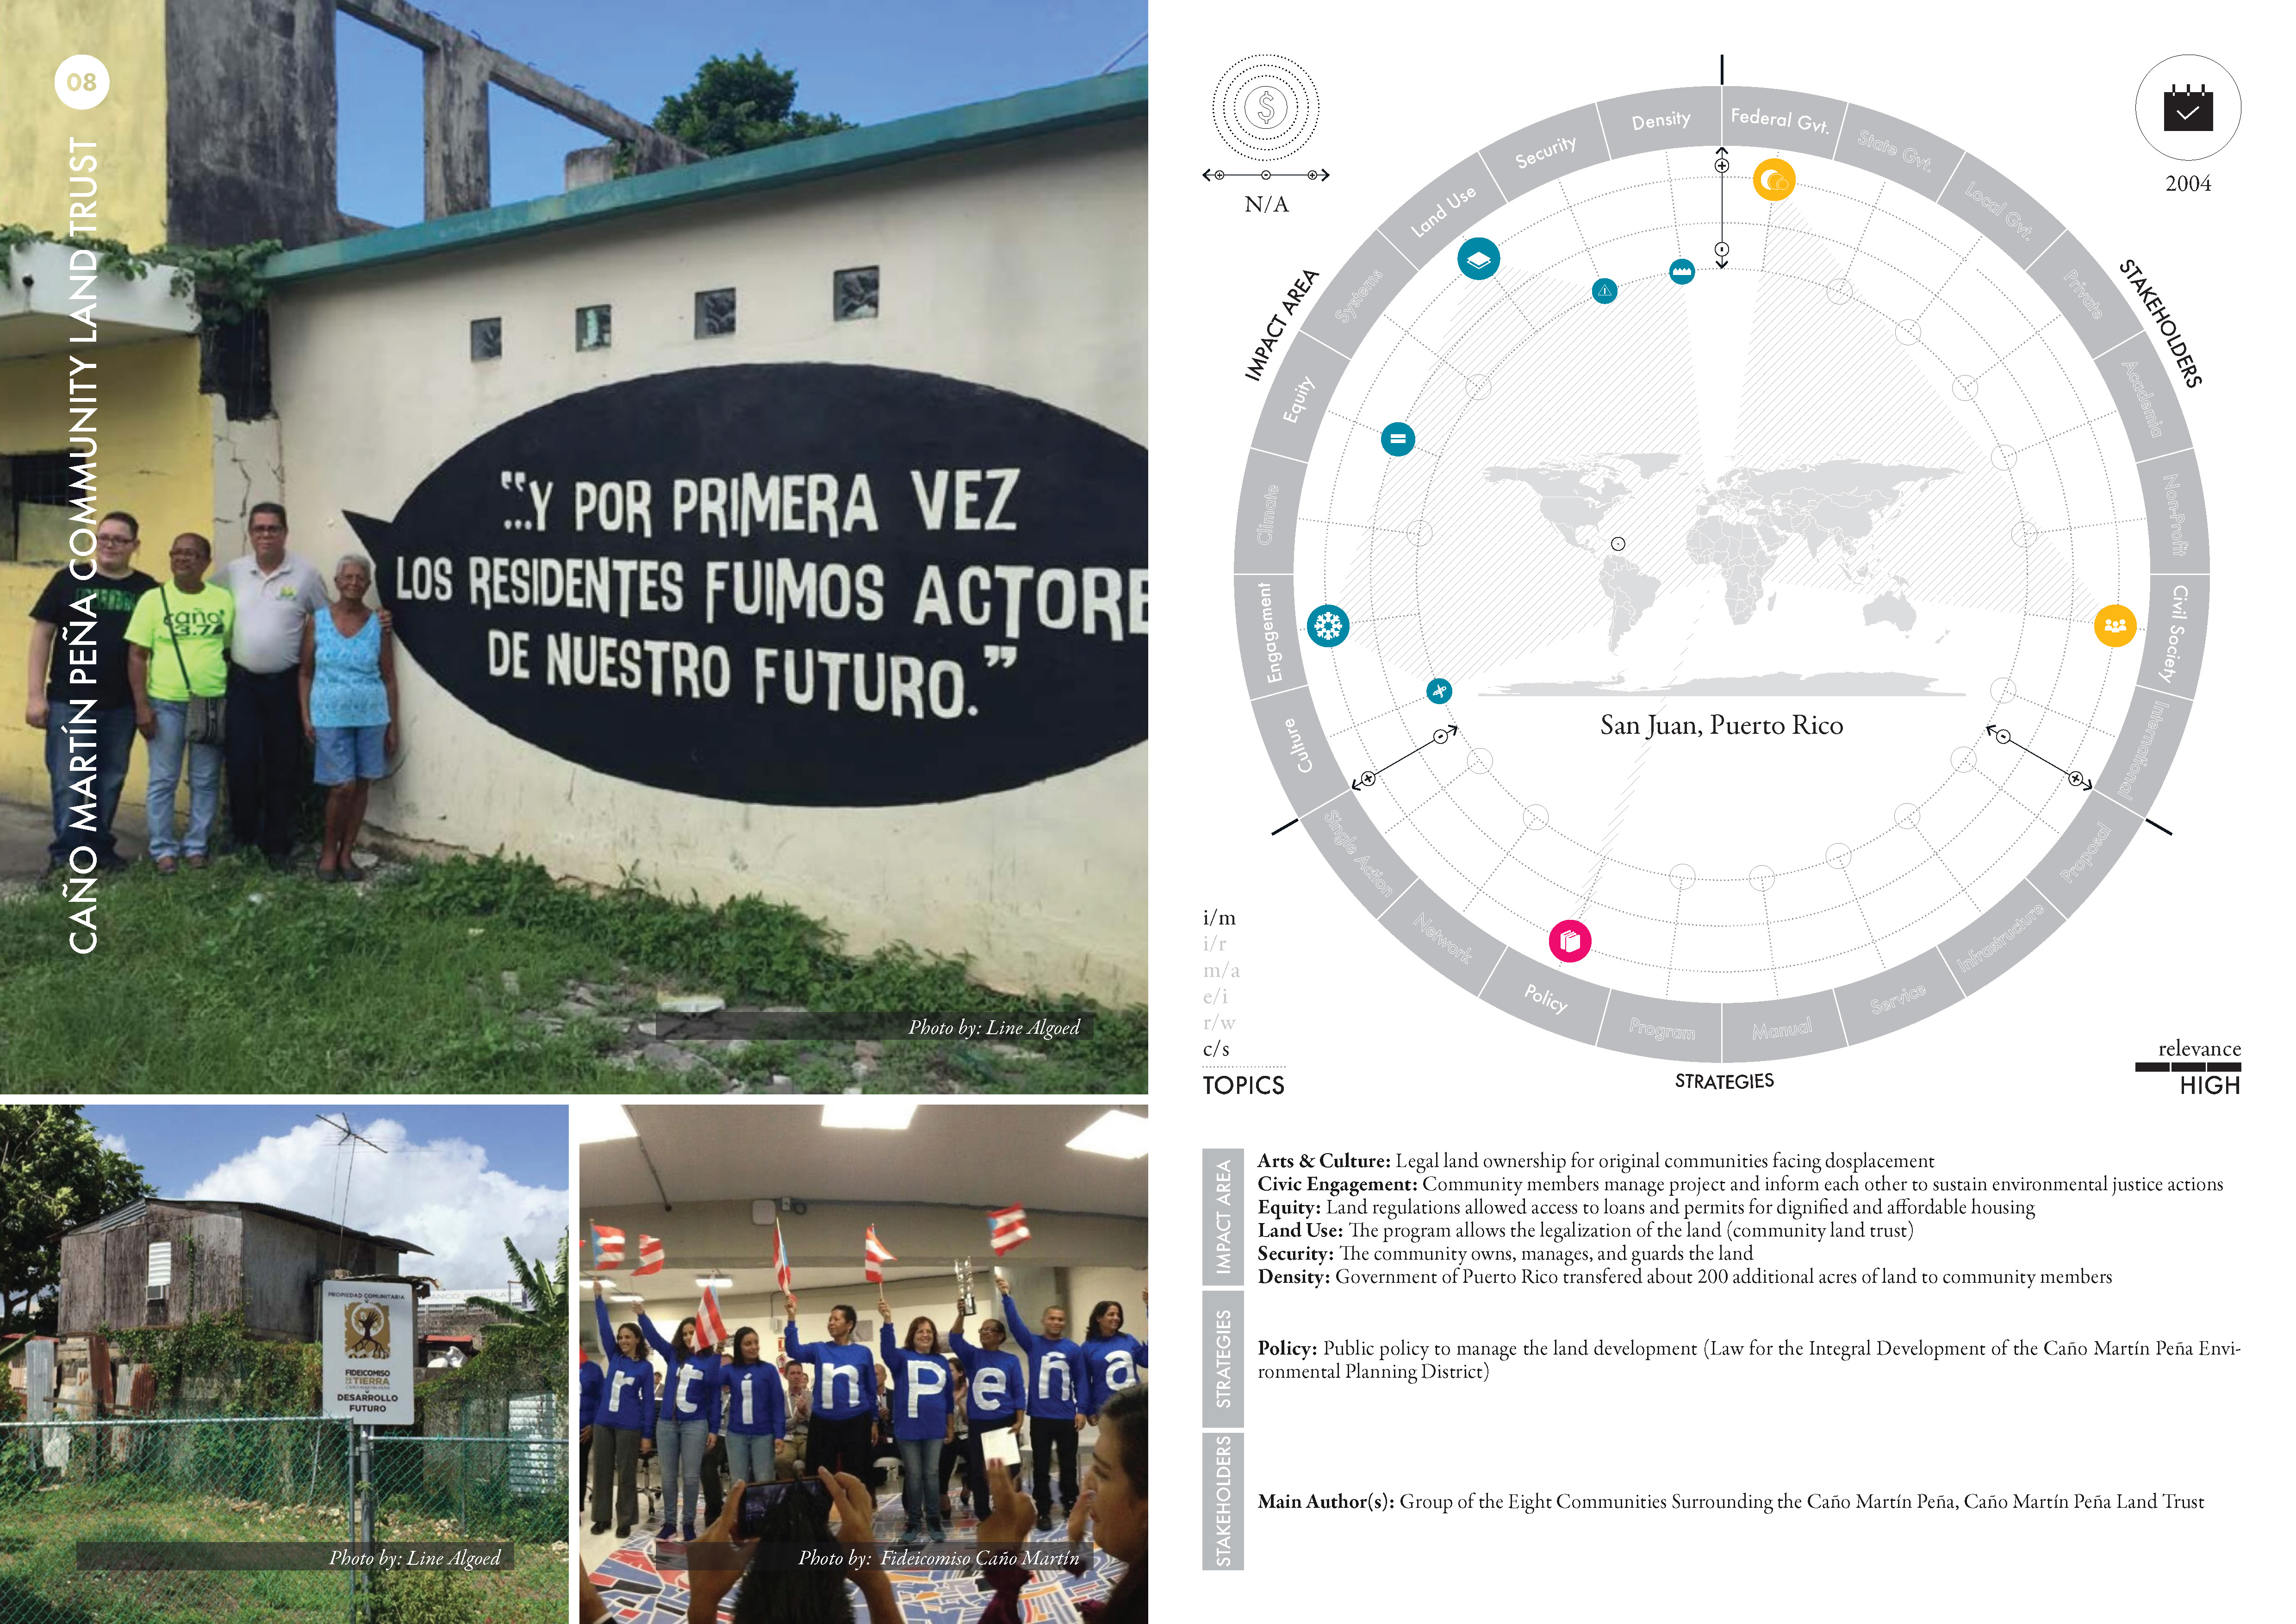 08
CAÑO MARTÍN PEÑA COMMUNITY LAND TRUST
"...Y POR PRIMERA VEZ
LOS RESIDENTES FUIMOS ACTORE
DE NUESTRO FUTURO."
caño
3.7
Photo by: Line Algoed
PROPIEDAD COMUNITARIA
FIDEICOMISO
DE LA TIERRA
DESARROLLO
FUTURO
BANCO POPULAR
Photo by: Line Algoed
rtínPeña
Photo by: Fideicomiso Caño Martín
$
N/A
2004
IMPACT AREA
Culture
Engagement
Climate
Equity
Systems
Land Use
Security
Density
STAKEHOLDERS
Federal Gvt.
State Gvt.
Local Gvt.
Private
Academia
Non-Profit
Civil Society
International
Proposal
Infrastructure
Service
Manual
Program
Policy
Network
Single Action
STRATEGIES
San Juan, Puerto Rico
i/m
i/r
m/a
e/i
r/w
c/s
TOPICS
relevance
HIGH
IMPACT AREA
Arts & Culture: Legal land ownership for original communities facing dosplacement
Civic Engagement: Community members manage project and inform each other to sustain environmental justice actions
Equity: Land regulations allowed access to loans and permits for dignified and affordable housing
Land Use: The program allows the legalization of the land (community land trust)
Security: The community owns, manages, and guards the land
Density: Government of Puerto Rico transfered about 200 additional acres of land to community members
STRATEGIES
Policy: Public policy to manage the land development (Law for the Integral Development of the Caño Martín Peña Envi-
ronmental Planning District)
STAKEHOLDERS
Main Author(s): Group of the Eight Communities Surrounding the Caño Martín Peña, Caño Martín Peña Land Trust